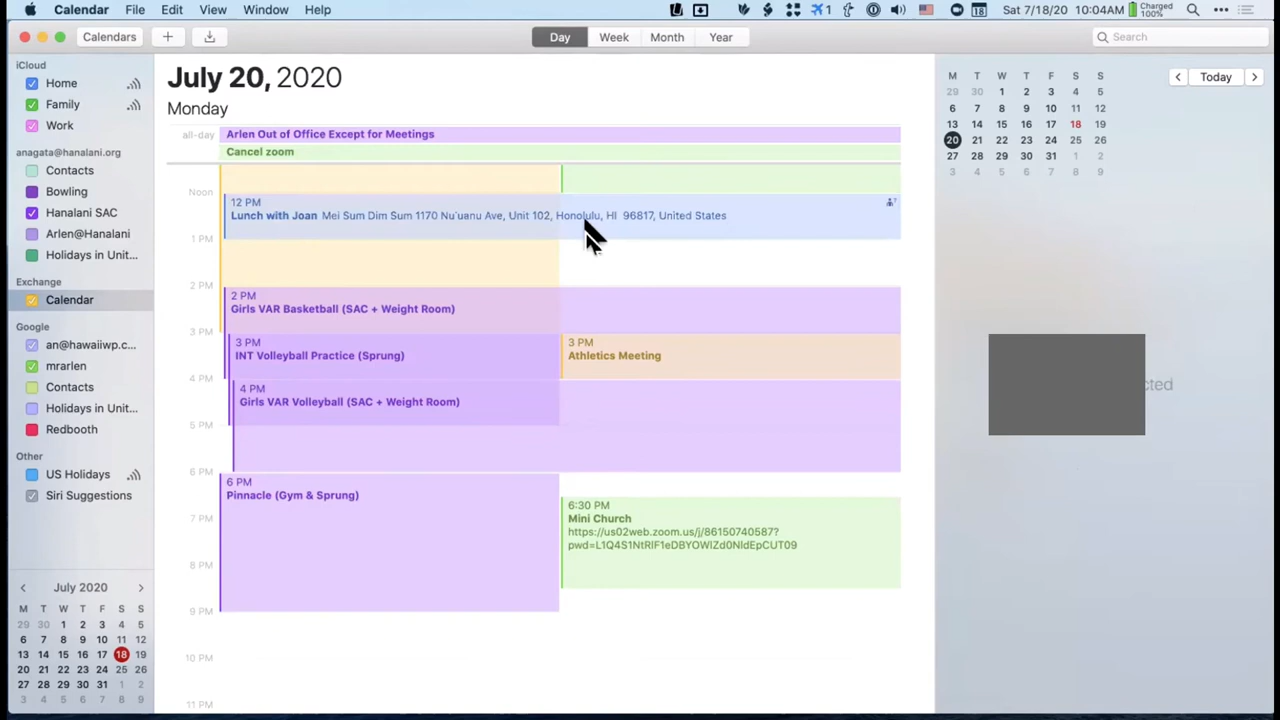 Calendar File Edit View Window Help 1 18 Sat 7/18/20 10:04AM Charged 100%
Calendars + Day Week Month Year Search
iCloud
Home
Family
Work
anagata@hanalani.org
Contacts
Bowling
Hanalani SAC
Arlen@Hanalani
Holidays in Unit...
Exchange
Calendar
Google
an@hawaiiwp.c...
mrarlen
Contacts
Holidays in Unit...
Redbooth
Other
US Holidays
Siri Suggestions
July 2020
M T W T F S S
29 30 1 2 3 4 5
6 7 8 9 10 11 12
13 14 15 16 17 18 19
20 21 22 23 24 25 26
27 28 29 30 31 1 2
3 4 5 6 7 8 9
July 20, 2020
Monday
all-day
Arlen Out of Office Except for Meetings
Cancel zoom
Noon
12 PM
Lunch with Joan Mei Sum Dim Sum 1170 Nu'uanu Ave, Unit 102, Honolulu, HI 96817, United States
1 PM
2 PM
2 PM
Girls VAR Basketball (SAC + Weight Room)
3 PM
3 PM
INT Volleyball Practice (Sprung)
3 PM
Athletics Meeting
4 PM
4 PM
Girls VAR Volleyball (SAC + Weight Room)
5 PM
6 PM
6 PM
Pinnacle (Gym & Sprung)
6:30 PM
Mini Church
https://us02web.zoom.us/j/86150740587?
7 PM
8 PM
9 PM
10 PM
11 PM
M T W T F S S
29 30 1 2 3 4 5
6 7 8 9 10 11 12
13 14 15 16 17 18 19
20 21 22 23 24 25 26
27 28 29 30 31 1 2
3 4 5 6 7 8 9
< Today >
cted